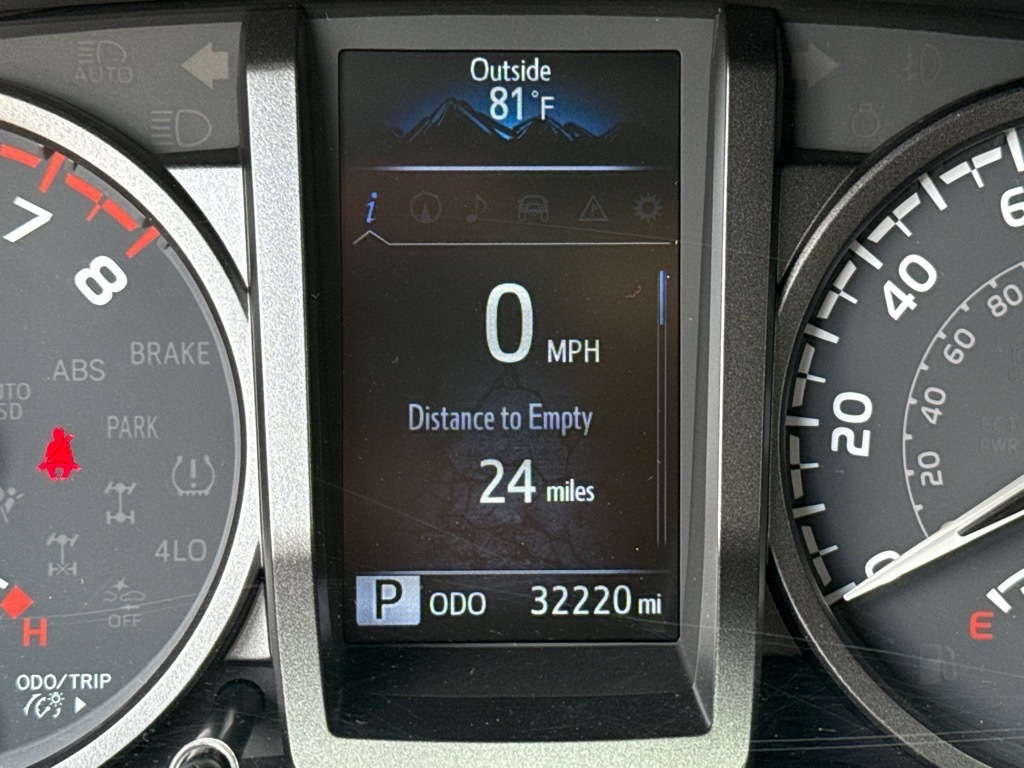 Outside
81°F
i
0 MPH
Distance to Empty
24 miles
P ODO 32220 mi
AUTO
7
8
ABS
BRAKE
PARK
4LO
OFF
H
ODO/TRIP
0
20
40
20
40
60
80
E